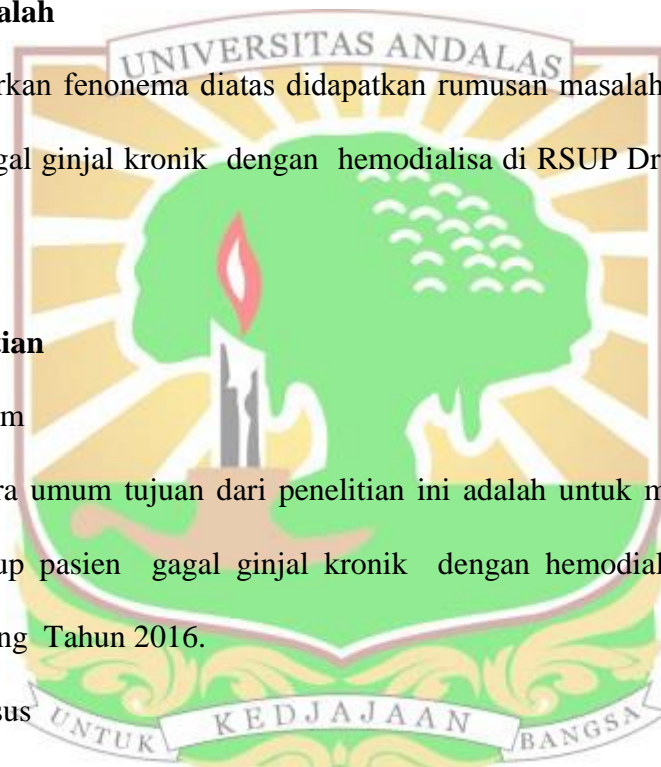 alah
UNIVERSITAS ANDALAS
rkan fenonema diatas didapatkan rumusan masalah
gal ginjal kronik dengan hemodialisa di RSUP Dr
tian
m
ra umum tujuan dari penelitian ini adalah untuk m
up pasien gagal ginjal kronik dengan hemodial
ng Tahun 2016.
sus
UNTUK KEDJAJAAN BANGSA